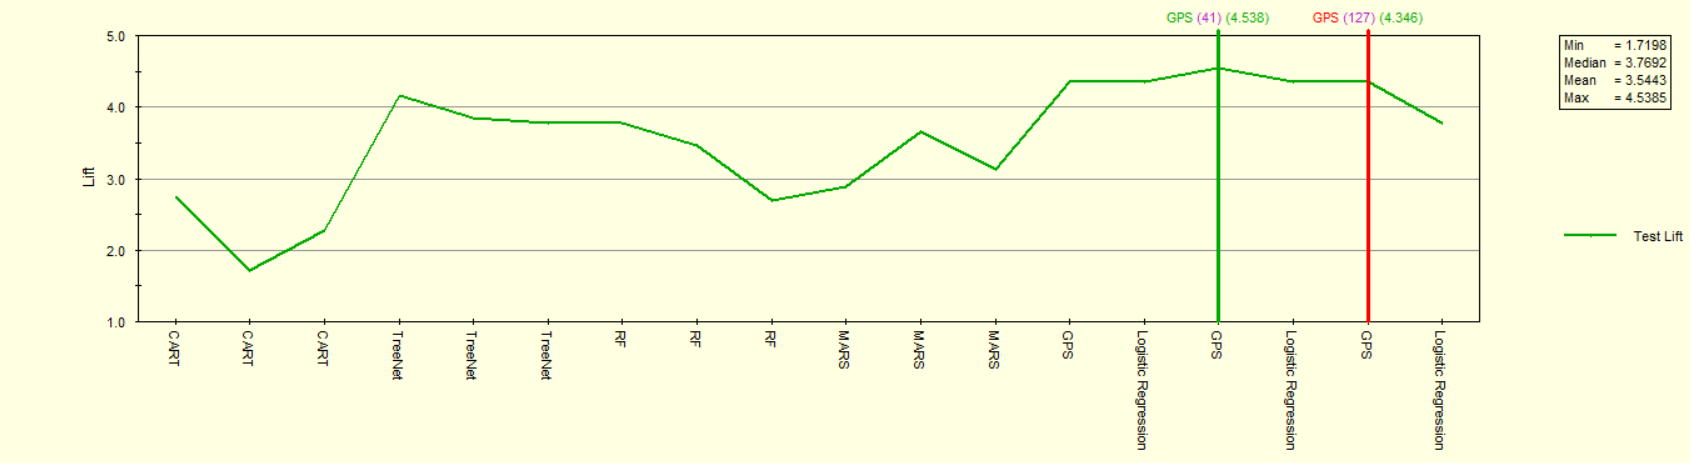 GPS (41) (4.538)
GPS (127) (4.346)
5.0
4.0
3.0
2.0
1.0
Lift
CART
CART
CART
TreeNet
TreeNet
TreeNet
RF
RF
RF
MARS
MARS
MARS
GPS
Logistic Regression
GPS
Logistic Regression
GPS
Logistic Regression
Min = 1.7198
Median = 3.7692
Mean = 3.5443
Max = 4.5385
Test Lift